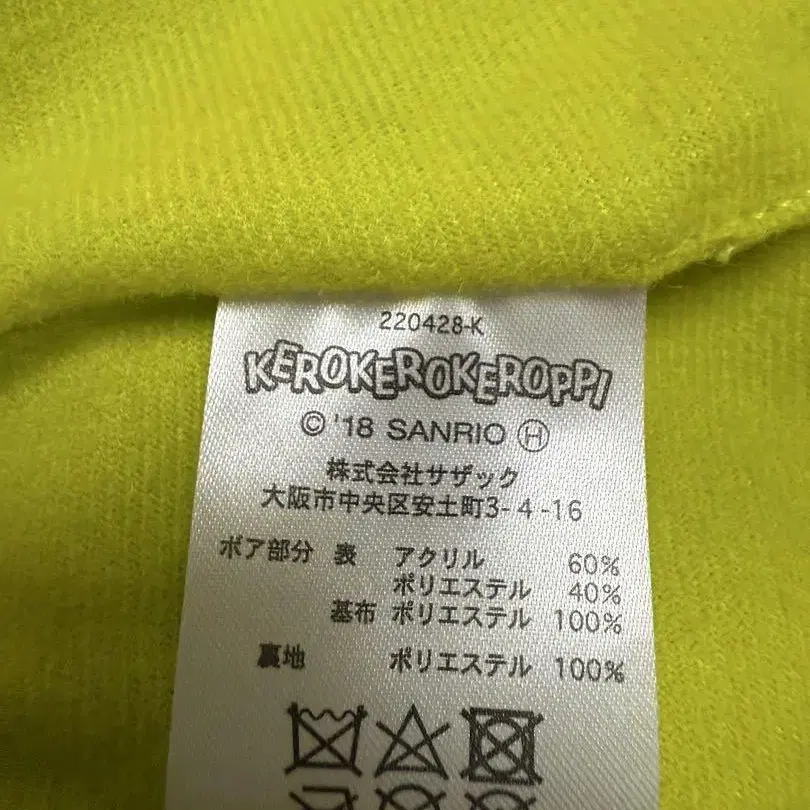 220428-K
KEROKEROKEROPPI
© '18 SANRIO Ⓗ
株式会社サザック
大阪市中央区安土町3-4-16
ボア部分 表 アクリル 60%
ポリエステル 40%
基布 ポリエステル 100%
裏地 ポリエステル 100%